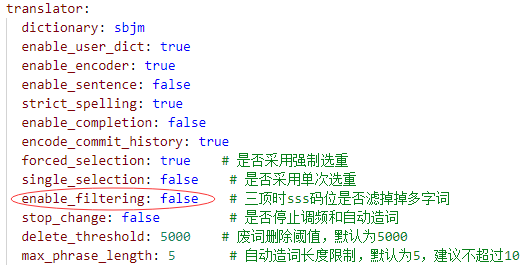 translator:
dictionary: sbjm
enable_user_dict: true
enable_encoder: true
enable_sentence: false
strict_spelling: true
enable_completion: false
encode_commit_history: true
forced_selection: true # 是否采用强制选重
single_selection: false # 是否采用单次选重
enable_filtering: false # 三顶时sss码位是否滤掉掉多字词
stop_change: false # 是否停止调频和自动造词
delete_threshold: 5000 # 废词删除阈值，默认为5000
max_phrase_length: 5 # 自动造词长度限制，默认为5，建议不超过10